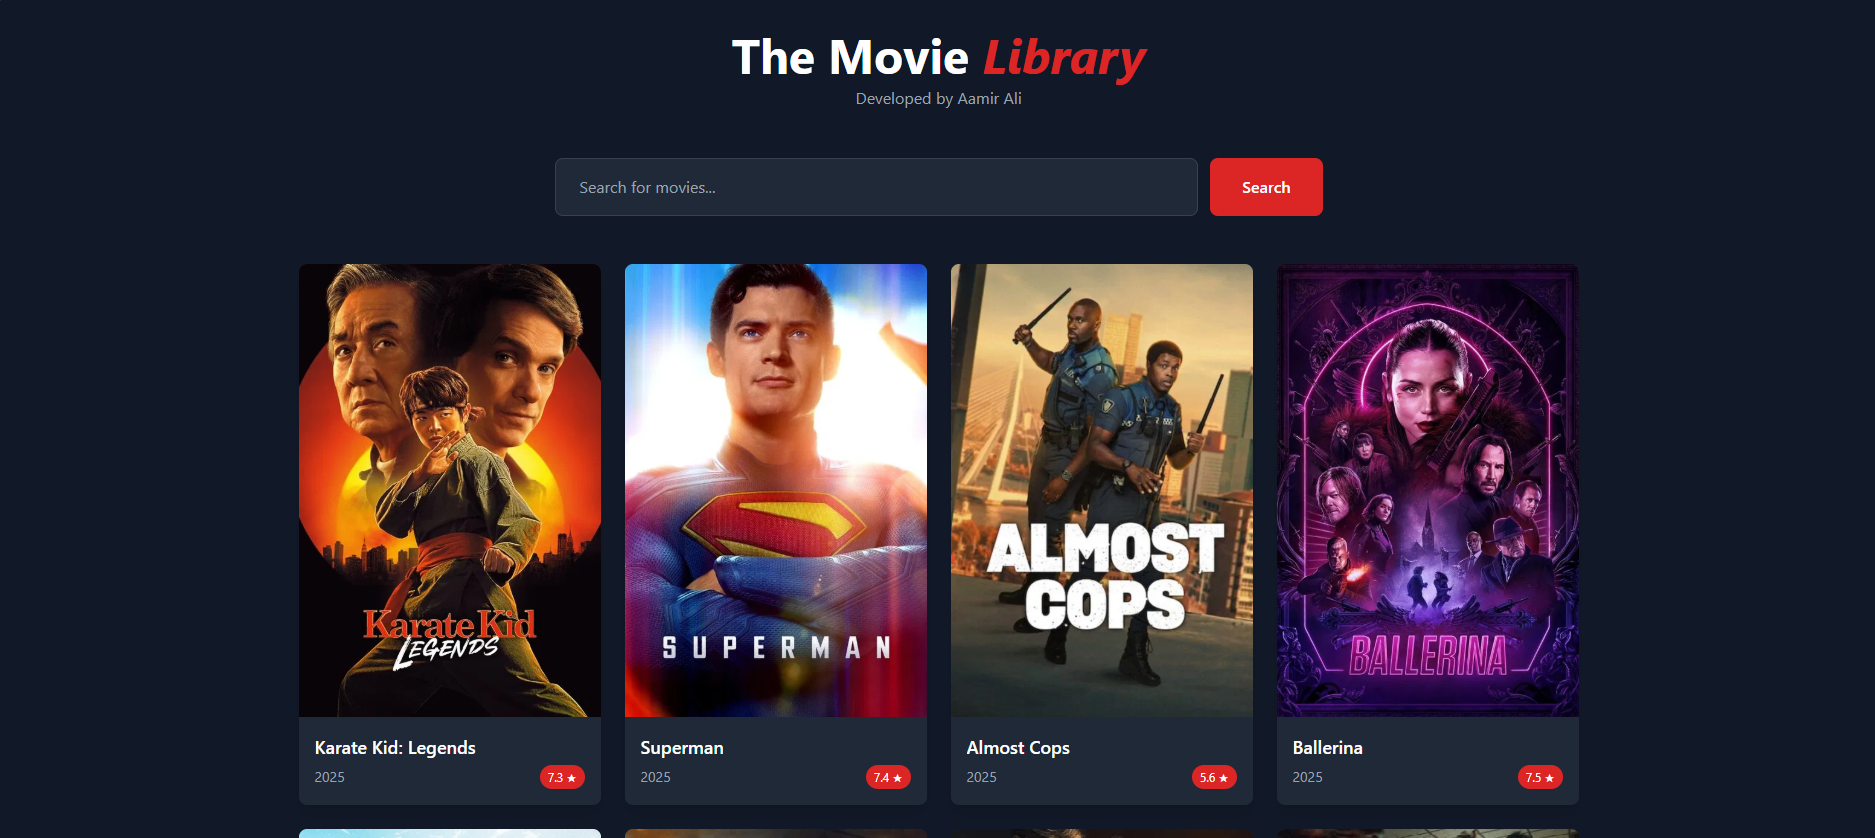 The Movie Library
Developed by Aamir Ali
Search for movies...
Search
Karate Kid
LEGENDS
SUPERMAN
ALMOST
COPS
BALLERINA
Karate Kid: Legends
2025
7.3 ★
Superman
2025
7.4 ★
Almost Cops
2025
5.6 ★
Ballerina
2025
7.5 ★